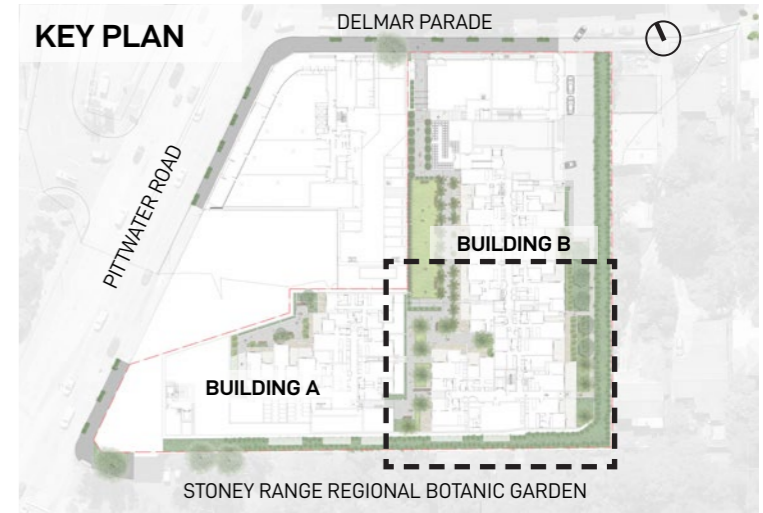 KEY PLAN
DELMAR PARADE
PITTWATER ROAD
BUILDING B
BUILDING A
STONEY RANGE REGIONAL BOTANIC GARDEN